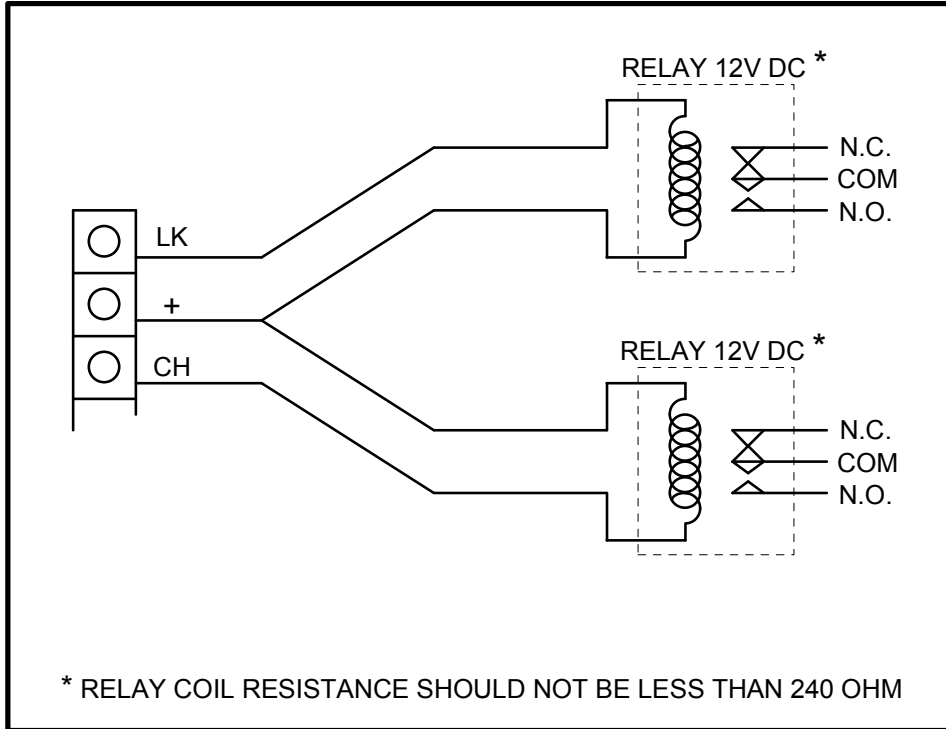 RELAY 12V DC *
N.C.
COM
N.O.
LK
+
CH
RELAY 12V DC *
N.C.
COM
N.O.
* RELAY COIL RESISTANCE SHOULD NOT BE LESS THAN 240 OHM